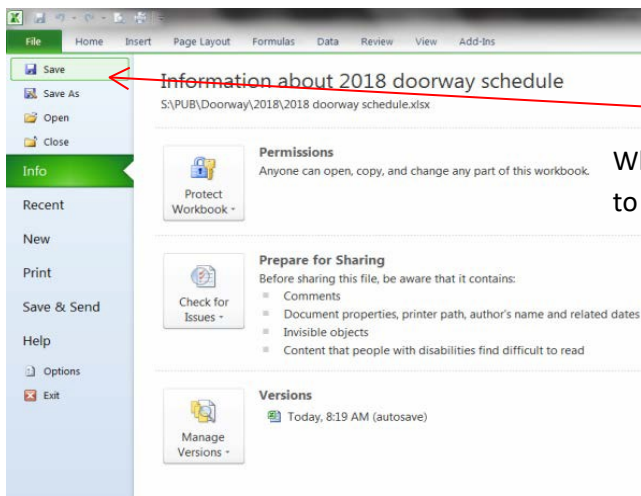 File Home Insert Page Layout Formulas Data Review View Add-Ins
Save
Save As
Open
Close
Info
Recent
New
Print
Save & Send
Help
Options
Exit
Information about 2018 doorway schedule
S:\PUB\Doorway\2018\2018 doorway schedule.xlsx
Protect
Workbook
Permissions
Anyone can open, copy, and change any part of this workbook.
to
Check for
Issues
Prepare for Sharing
Before sharing this file, be aware that it contains:
Comments
Document properties, printer path, author's name and related dates
Invisible objects
Content that people with disabilities find difficult to read
Manage
Versions
Versions
Today, 8:19 AM (autosave)